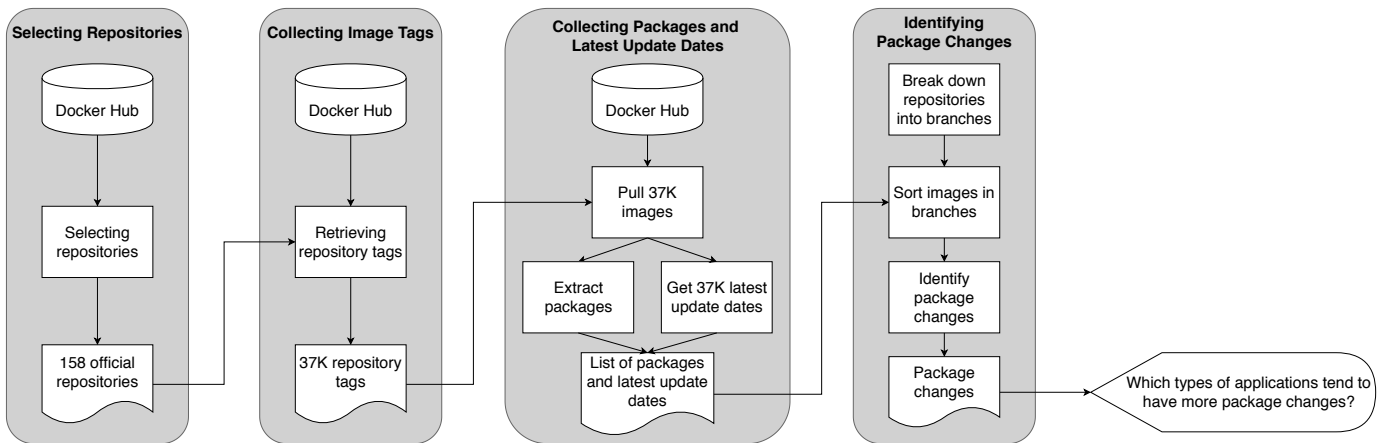 Selecting Repositories
Docker Hub
Selecting
repositories
158 official
repositories
Collecting Image Tags
Docker Hub
Retrieving
repository tags
37K repository
tags
Collecting Packages and
Latest Update Dates
Docker Hub
Pull 37K
images
Extract
packages
Get 37K latest
update dates
List of packages
and latest update
dates
Identifying
Package Changes
Break down
repositories
into branches
Sort images in
branches
Identify
package
changes
Package
changes
Which types of applications tend to
have more package changes?